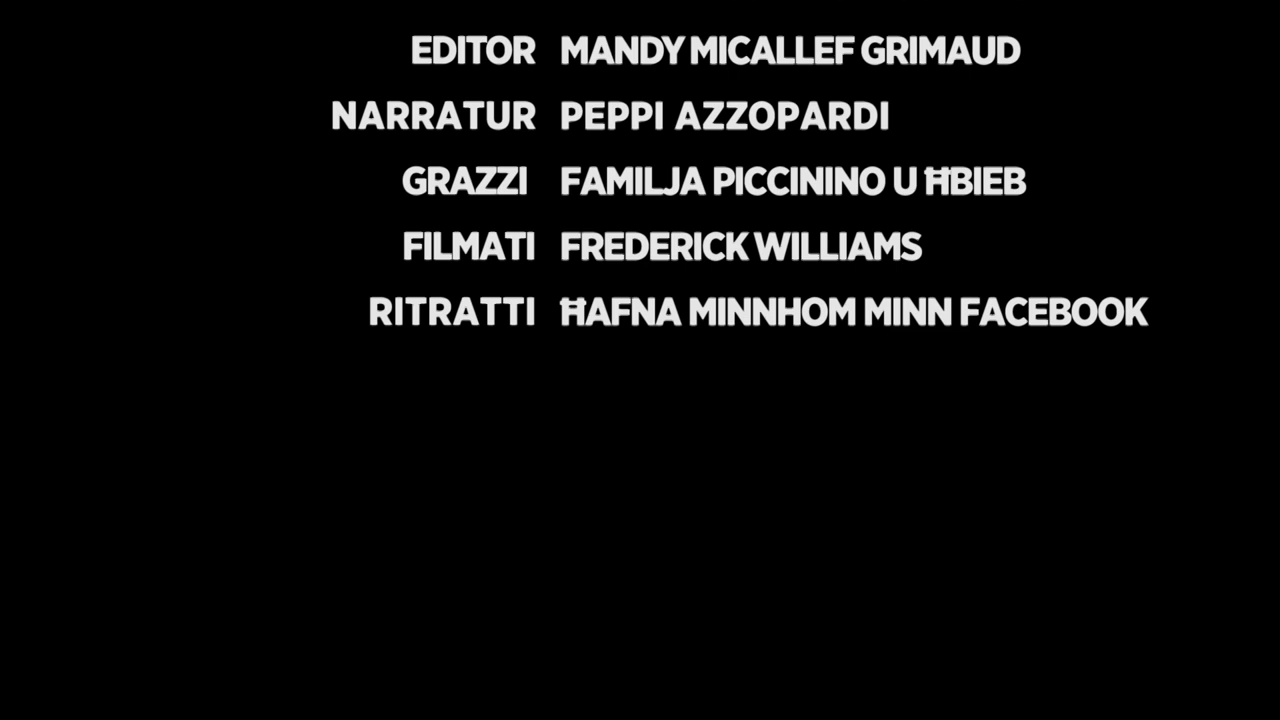 EDITOR MANDY MICALLEF GRIMAUD
NARRATUR PEPPI AZZOPARDI
GRAZZI FAMILJA PICCININO U ĦBIEB
FILMATI FREDERICK WILLIAMS
RITRATTI ĦAFNA MINNHOM MINN FACEBOOK